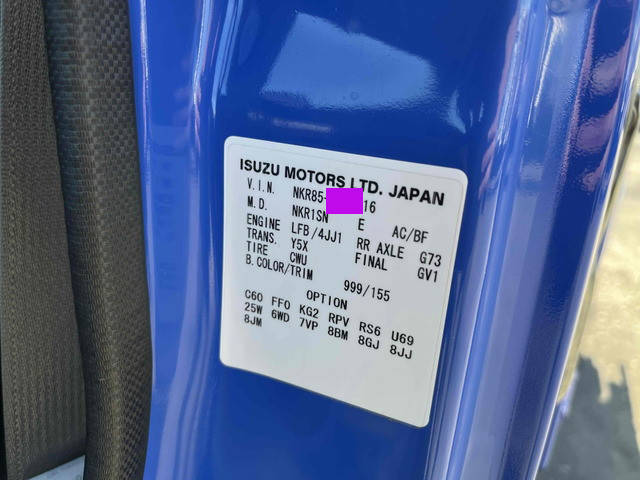 ISUZU MOTORS LTD. JAPAN
V.I.N. NKR85- 16
M.D. NKR1SN E AC/BF
ENGINE LFB/4JJ1 RR AXLE G73
TRANS. Y5X FINAL GV1
TIRE CWU
B.COLOR/TRIM 999/155
OPTION
C60 FF0 KG2 RPV RS6 U69
25W 6WD 7VP 8BM 8GJ 8JJ
8JM